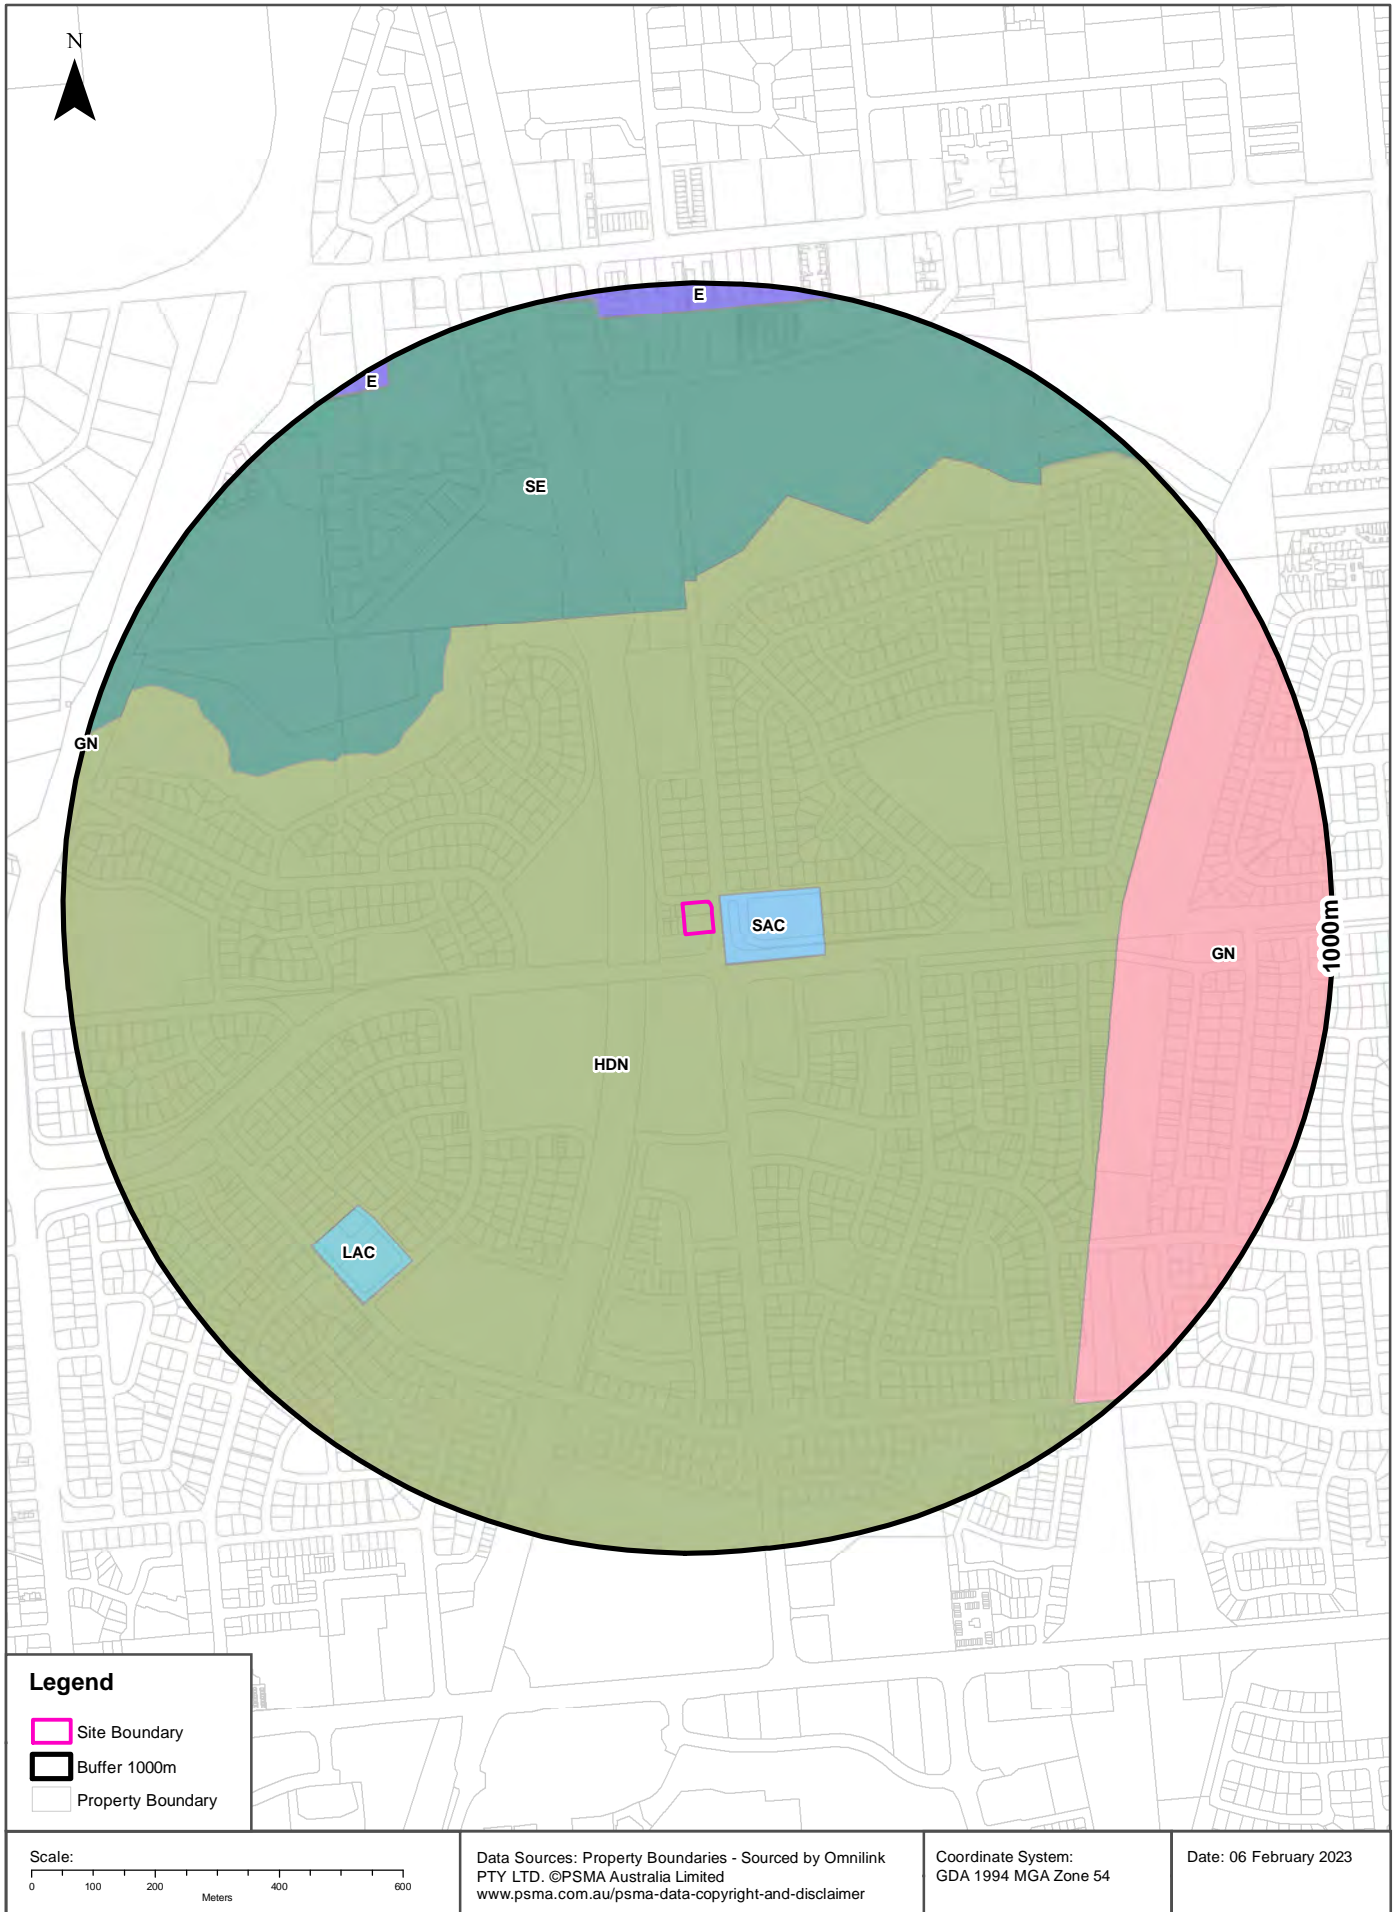 N
E
E
SE
GN
SAC
GN
1000m
HDN
LAC
Legend
Site Boundary
Buffer 1000m
Property Boundary
Scale:
0 100 200 400 600
Meters
Data Sources: Property Boundaries - Sourced by Omnilink
PTY LTD. ©PSMA Australia Limited
www.psma.com.au/psma-data-copyright-and-disclaimer
Coordinate System:
GDA 1994 MGA Zone 54
Date: 06 February 2023